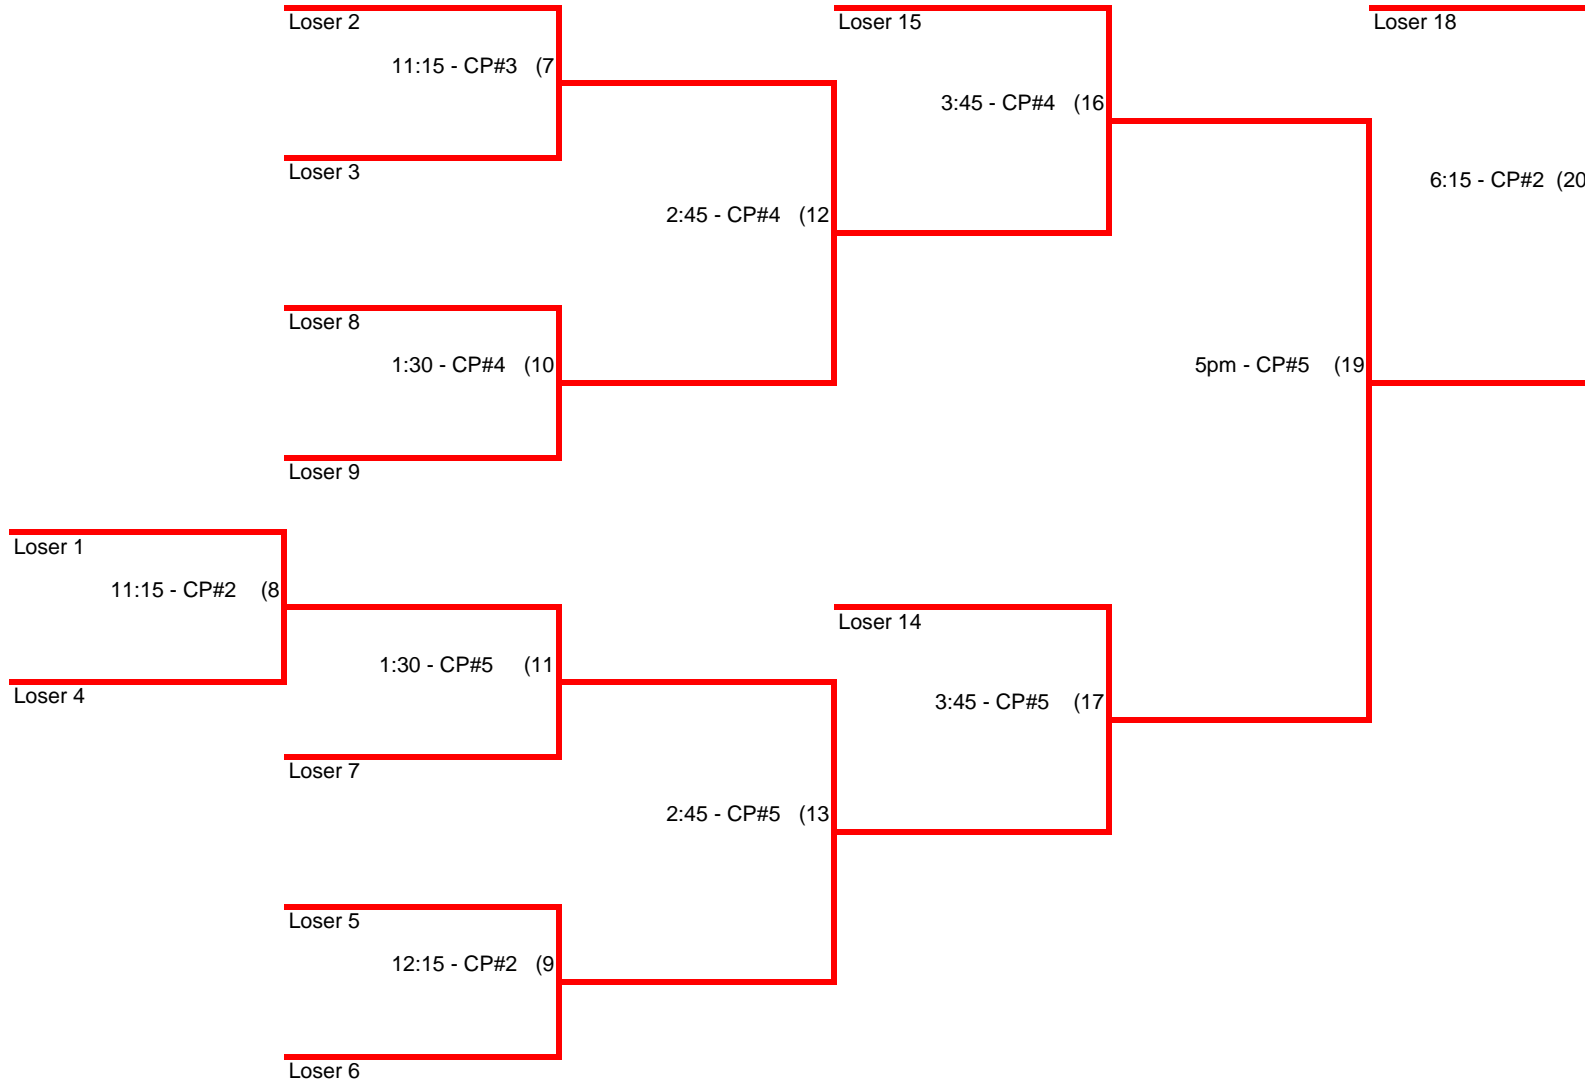 Loser 2
Loser 15
Loser 18
11:15 - CP#3 (7
3:45 - CP#4 (16
Loser 3
6:15 - CP#2 (20
2:45 - CP#4 (12
Loser 8
1:30 - CP#4 (10
5pm - CP#5 (19
Loser 9
Loser 1
11:15 - CP#2 (8
Loser 14
1:30 - CP#5 (11
Loser 4
3:45 - CP#5 (17
Loser 7
2:45 - CP#5 (13
Loser 5
12:15 - CP#2 (9
Loser 6